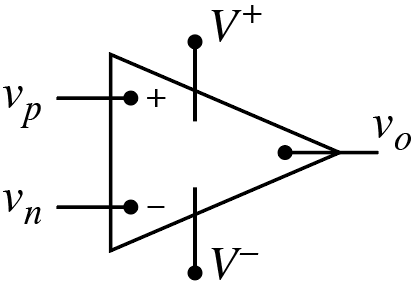 V⁺
vₚ +
vₒ
vₙ −
V⁻